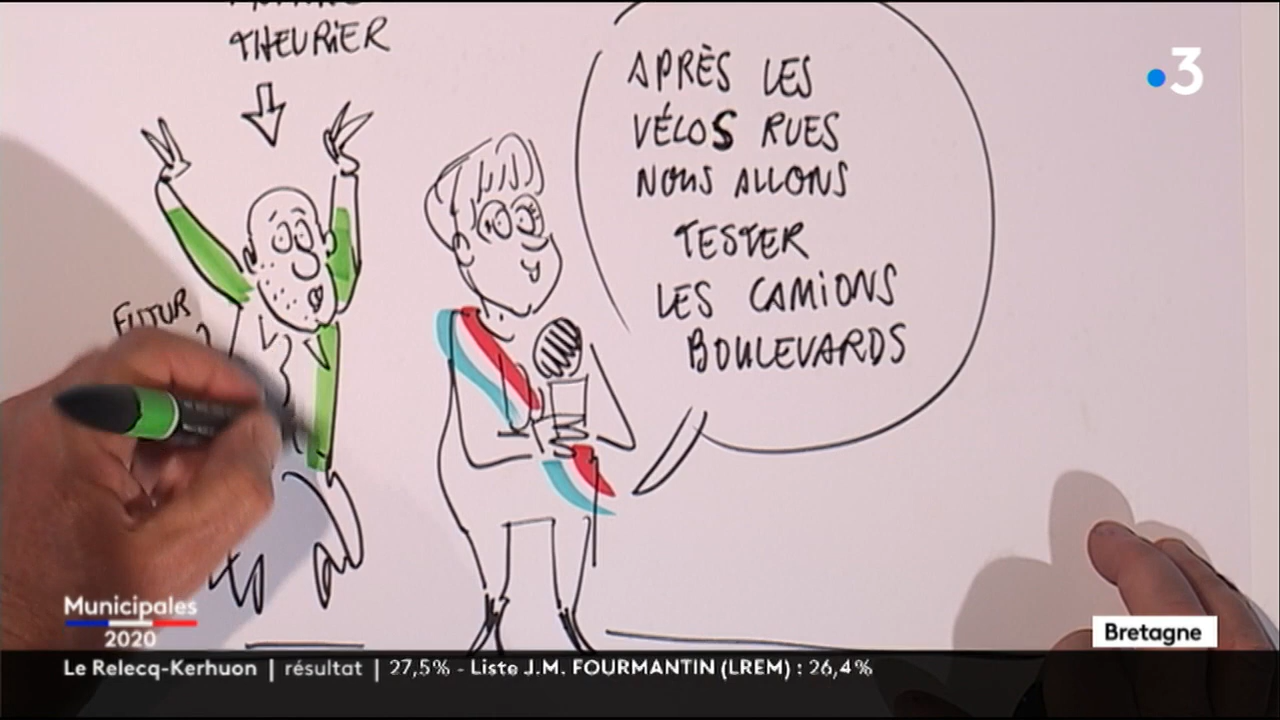 THEURIER
APRÈS LES
VÉLOS RUES
NOUS ALLONS
TESTER
LES CAMIONS
BOULEVARDS
FUTUR
3
Municipales
2020
Bretagne
Le Relecq-Kerhuon | résultat | 27,5% - Liste J.M. FOURMANTIN (LREM) : 26,4%